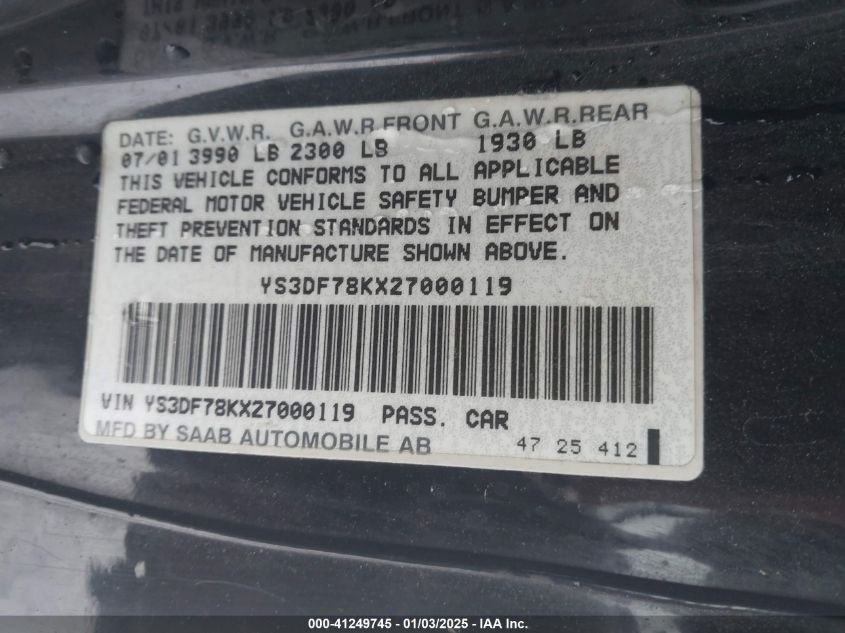 DATE: G.V.W.R. G.A.W.R.FRONT G.A.W.R.REAR
07/01 3990 LB 2300 LB 1930 LB
THIS VEHICLE CONFORMS TO ALL APPLICABLE
FEDERAL MOTOR VEHICLE SAFETY BUMPER AND
THEFT PREVENTION STANDARDS IN EFFECT ON
THE DATE OF MANUFACTURE SHOWN ABOVE.
YS3DF78KX27000119
VIN YS3DF78KX27000119 PASS. CAR
MFD BY SAAB AUTOMOBILE AB 47 25 412
000-41249745 - 01/03/2025 - IAA Inc.